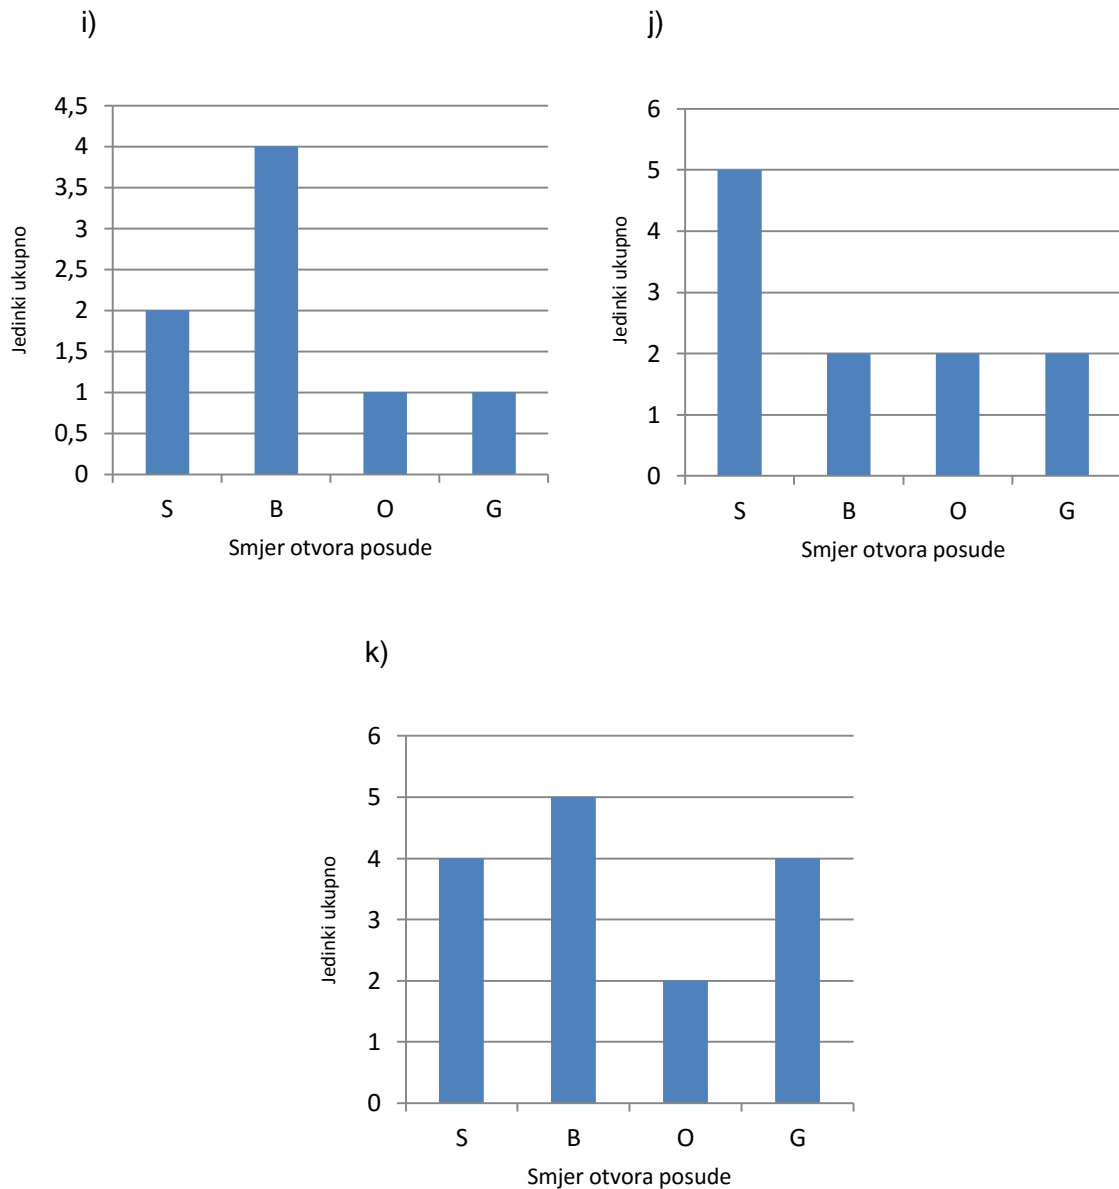 i)
4,5
4
3,5
3
2,5
2
1,5
1
0,5
0
Jedinki ukupno
S B O G
Smjer otvora posude
j)
6
5
4
3
2
1
0
Jedinki ukupno
S B O G
Smjer otvora posude
k)
6
5
4
3
2
1
0
Jedinki ukupno
S B O G
Smjer otvora posude